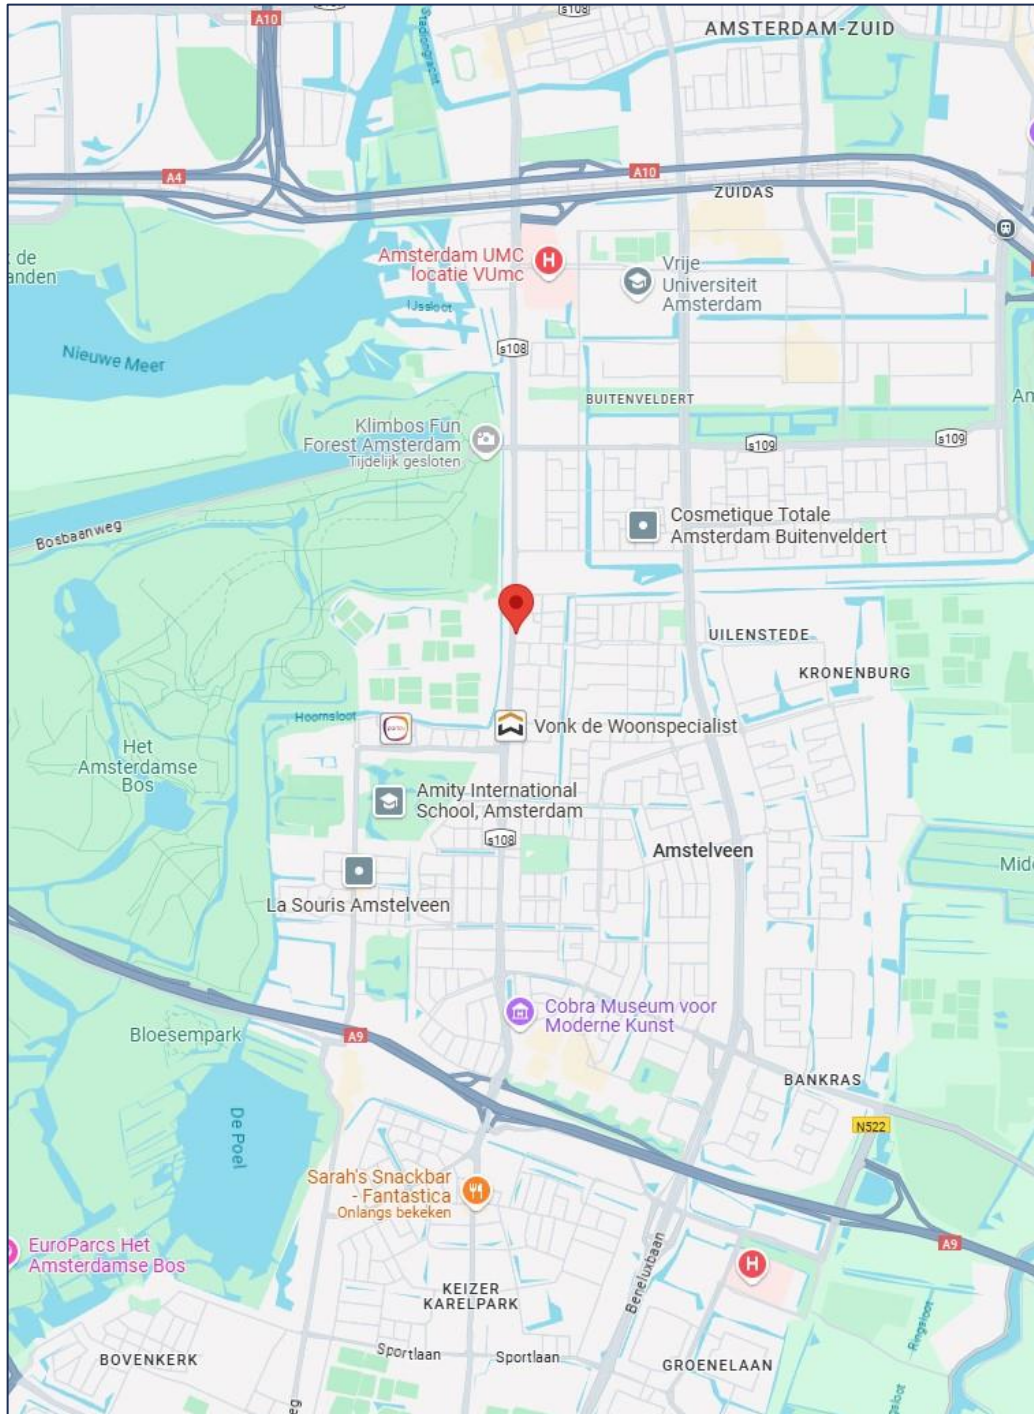 s108
A10
AMSTERDAM-ZUID
Stadiongracht
A4
A10
ZUIDAS
Amsterdam UMC
locatie VUmc
H
Vrije
Universiteit
Amsterdam
k de
anden
IJssloot
Nieuwe Meer
s108
BUITENVELDERT
Am
Klimbos Fun
Forest Amsterdam
Tijdelijk gesloten
s109
s109
Bosbaanweg
Cosmetique Totale
Amsterdam Buitenveldert
UILENSTEDE
KRONENBURG
Hoornsloot
Vonk de Woonspecialist
Het
Amsterdamse
Bos
Amity International
School, Amsterdam
s108
Amstelveen
Midd
La Souris Amstelveen
Cobra Museum voor
Moderne Kunst
Bloesempark
A9
BANKRAS
De Poel
N522
Sarah's Snackbar
- Fantastica
Onlangs bekeken
EuroParcs Het
Amsterdamse Bos
A9
Beneluxbaan
H
KEIZER
KARELPARK
Ringsloot
Sportlaan
Sportlaan
BOVENKERK
GROENELAAN